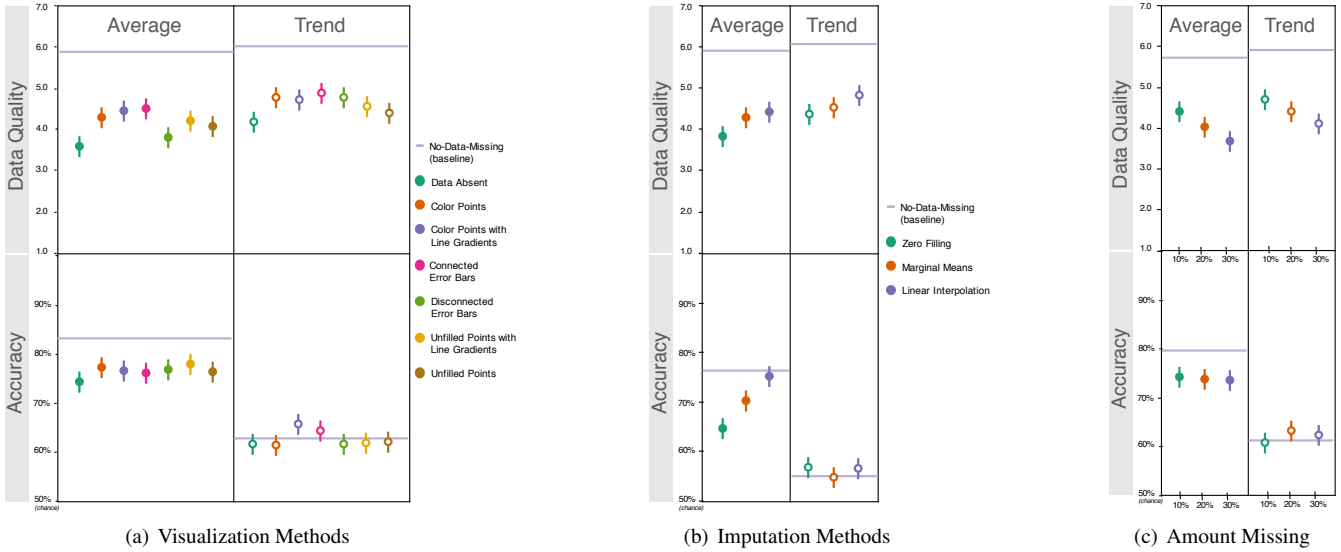 7.0
6.0
5.0
4.0
3.0
2.0
1.0
90%
80%
70%
60%
50%
(chance)
Data Quality
Accuracy
Average
Trend
No-Data-Missing
(baseline)
Data Absent
Color Points
Color Points with
Line Gradients
Connected
Error Bars
Disconnected
Error Bars
Unfilled Points with
Line Gradients
Unfilled Points
(a) Visualization Methods
7.0
6.0
5.0
4.0
3.0
2.0
1.0
90%
80%
70%
60%
50%
(chance)
Data Quality
Accuracy
Average
Trend
No-Data-Missing
(baseline)
Zero Filling
Marginal Means
Linear Interpolation
(b) Imputation Methods
7.0
6.0
5.0
4.0
3.0
2.0
1.0
90%
80%
70%
60%
50%
(chance)
Data Quality
Accuracy
Average
Trend
10% 20% 30%
10% 20% 30%
10% 20% 30%
10% 20% 30%
(c) Amount Missing